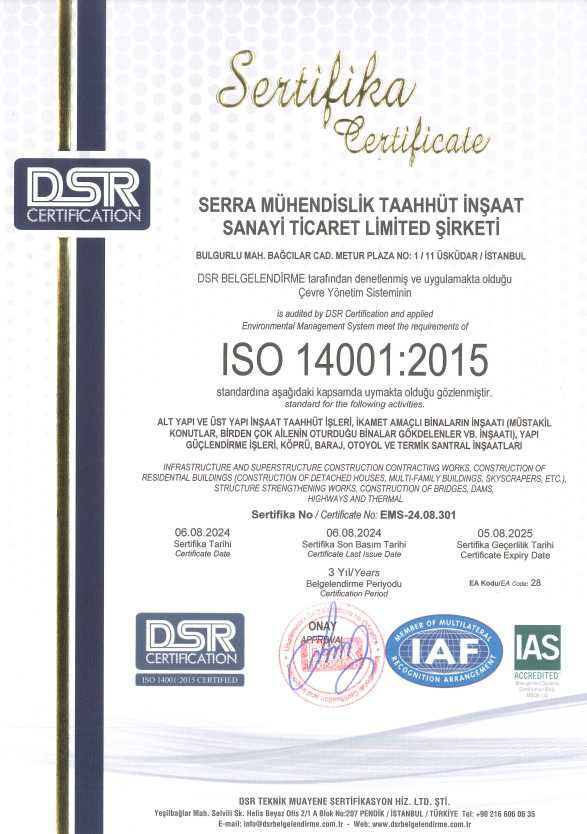 Sertifika
Certificate
DSR
CERTIFICATION
SERRA MÜHENDİSLİK TAAHHÜT İNŞAAT
SANAYİ TİCARET LİMİTED ŞİRKETİ
BULGURLU MAH. BAĞCILAR CAD. METUR PLAZA NO: 1 / 11 ÜSKÜDAR / İSTANBUL
DSR BELGELENDİRME tarafından denetlenmiş ve uygulamakta olduğu
Çevre Yönetim Sisteminin
is audited by DSR Certification and applied
Environmental Management System meet the requirements of
ISO 14001:2015
standardına aşağıdaki kapsamda uymakta olduğu gözlenmiştir.
standard for the following activities.
ALT YAPI VE ÜST YAPI İNŞAAT TAAHHÜT İŞLERİ, İKAMET AMAÇLI BİNALARIN İNŞAATI (MÜSTAKİL
KONUTLAR, BİRDEN ÇOK AİLENİN OTURDUĞU BİNALAR GÖKDELENLER VB. İNŞAATI), YAPI
GÜÇLENDİRME İŞLERİ, KÖPRÜ, BARAJ, OTOYOL VE TERMİK SANTRAL İNŞAATLARI
INFRASTRUCTURE AND SUPERSTRUCTURE CONSTRUCTION CONTRACTING WORKS, CONSTRUCTION OF
RESIDENTIAL BUILDINGS (CONSTRUCTION OF DETACHED HOUSES, MULTI-FAMILY BUILDINGS, SKYSCRAPERS, ETC.),
STRUCTURE STRENGTHENING WORKS, CONSTRUCTION OF BRIDGES, DAMS,
HIGHWAYS AND THERMAL
Sertifika No / Certificate No: EMS-24.08.301
06.08.2024 06.08.2024 05.08.2025
Sertifika Tarihi Sertifika Son Basım Tarihi Sertifika Geçerlilik Tarihi
Certificate Date Certificate Last Issue Date Certificate Expiry Date
3 Yıl/Years
Belgelendirme Periyodu
Certification Period
EA Kodu/EA Code: 28
DSR
CERTIFICATION
ISO 14001:2015 CERTIFIED
ONAY
APPROVAL
MEMBER OF MULTILATERAL
IAF
RECOGNITION ARRANGEMENT
IAS
ACCREDITED
Management Systems
Certification Body
DSR TEKNİK MUAYENE SERTİFİKASYON HİZ. LTD. ŞTİ.
Yeşilbağlar Mah. Selvili Sk. Helis Beyaz Ofis 2/1 A Blok No:207 PENDİK / İSTANBUL / TÜRKİYE Tel: +90 216 606 06 35
E-mail: info@dsrbelgelendirme.com.tr - Web: www.dsrbelgelendirme.com.tr